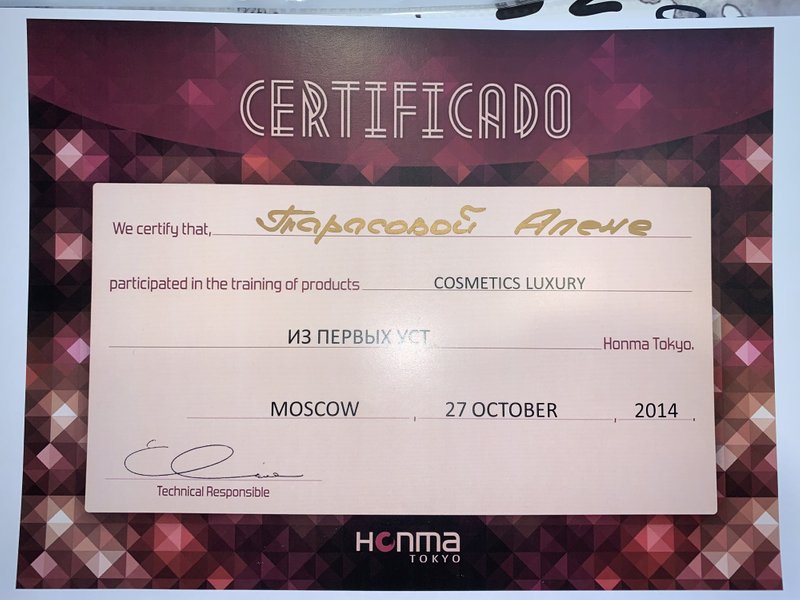 CERTIFICADO
We certify that, Тарасовой Алене
participated in the training of products COSMETICS LUXURY
ИЗ ПЕРВЫХ УСТ Honma Tokyo.
MOSCOW , 27 OCTOBER , 2014 .
Technical Responsible
Honma
TOKYO